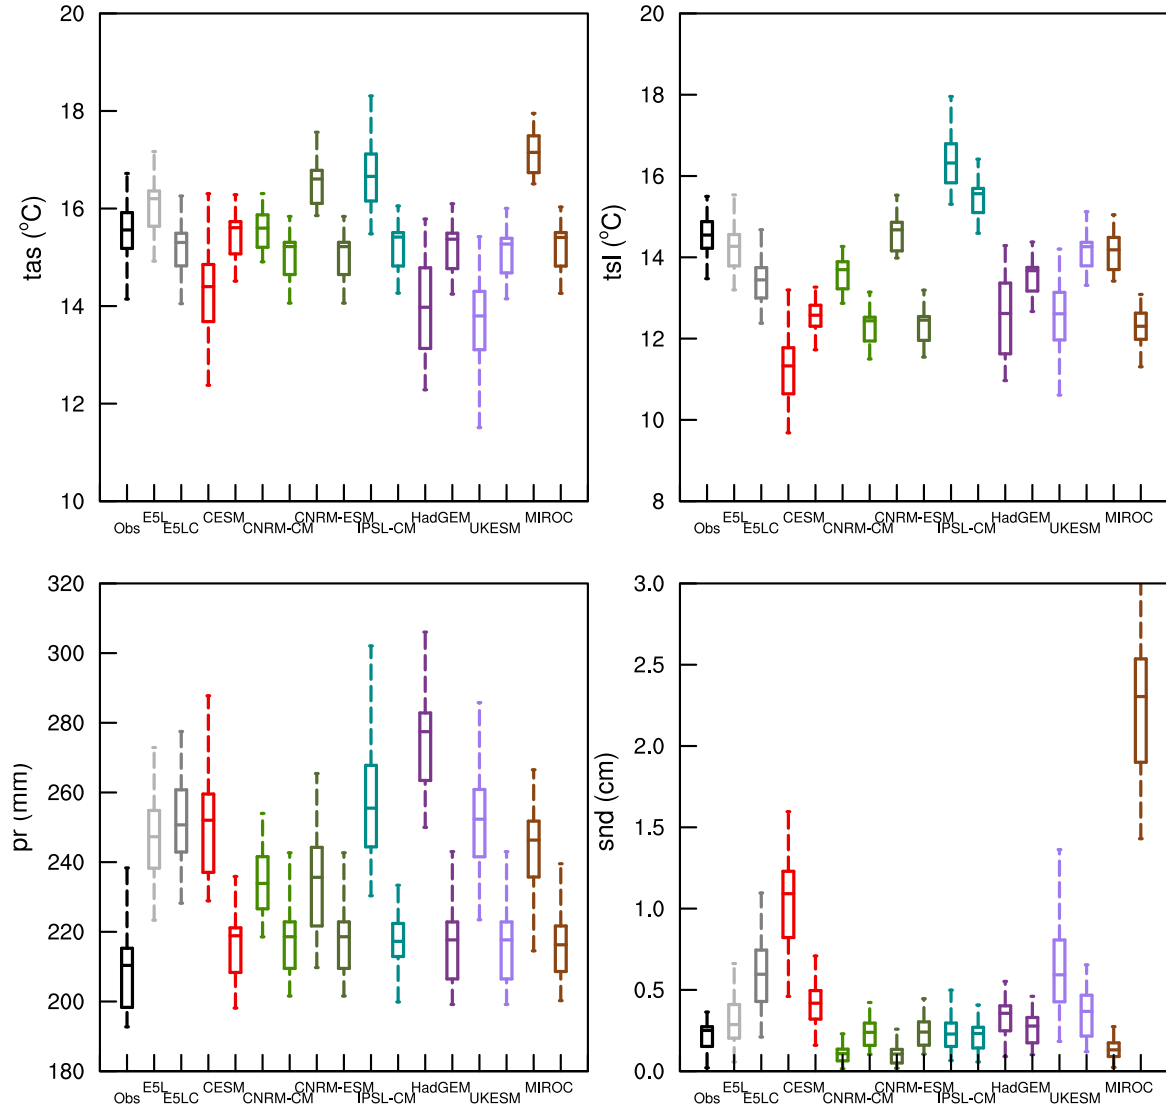 20
18
16
14
12
10
tas (°C)
E5L CESM CNRM-ESM HadGEM MIROC
Obs E5LC CNRM-CM IPSL-CM UKESM
20
18
16
14
12
10
8
tsl (°C)
E5L CESM CNRM-ESM HadGEM MIROC
Obs E5LC CNRM-CM IPSL-CM UKESM
320
300
280
260
240
220
200
180
pr (mm)
E5L CESM CNRM-ESM HadGEM MIROC
Obs E5LC CNRM-CM IPSL-CM UKESM
3.0
2.5
2.0
1.5
1.0
0.5
0.0
snd (cm)
E5L CESM CNRM-ESM HadGEM MIROC
Obs E5LC CNRM-CM IPSL-CM UKESM